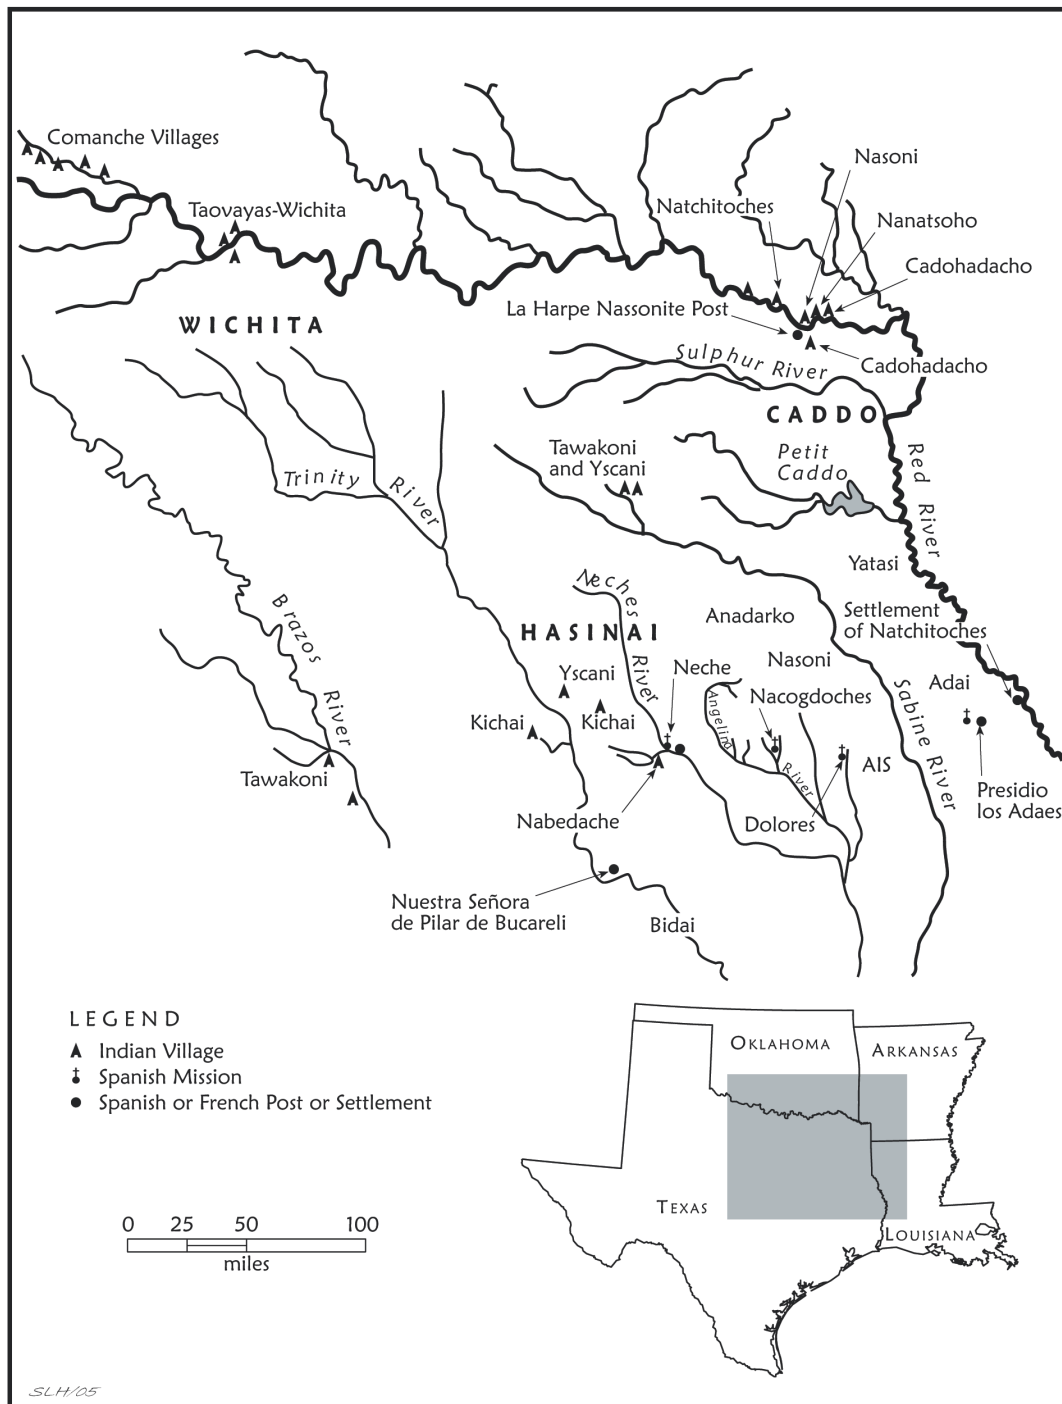 Comanche Villages
Nasoni
Taovayas-Wichita
Natchitoches
Nanatsoho
Cadohadacho
La Harpe Nassonite Post
WICHITA
Sulphur River
Cadohadacho
CADDO
Tawakoni
and Yscani
Petit
Caddo
Red River
Trinity River
Yatasi
Neches River
Brazos River
Anadarko
Settlement
of Natchitoches
HASINAI
Nasoni
Neche
Yscani
Adai
Sabine River
Nacogdoches
Angelina River
Kichai
Kichai
AIS
Tawakoni
Presidio
los Adaes
Nabedache
Dolores
Nuestra Señora
de Pilar de Bucareli
Bidai
LEGEND
Indian Village
Spanish Mission
Spanish or French Post or Settlement
OKLAHOMA
ARKANSAS
TEXAS
LOUISIANA
0 25 50 100
miles
SLH/05